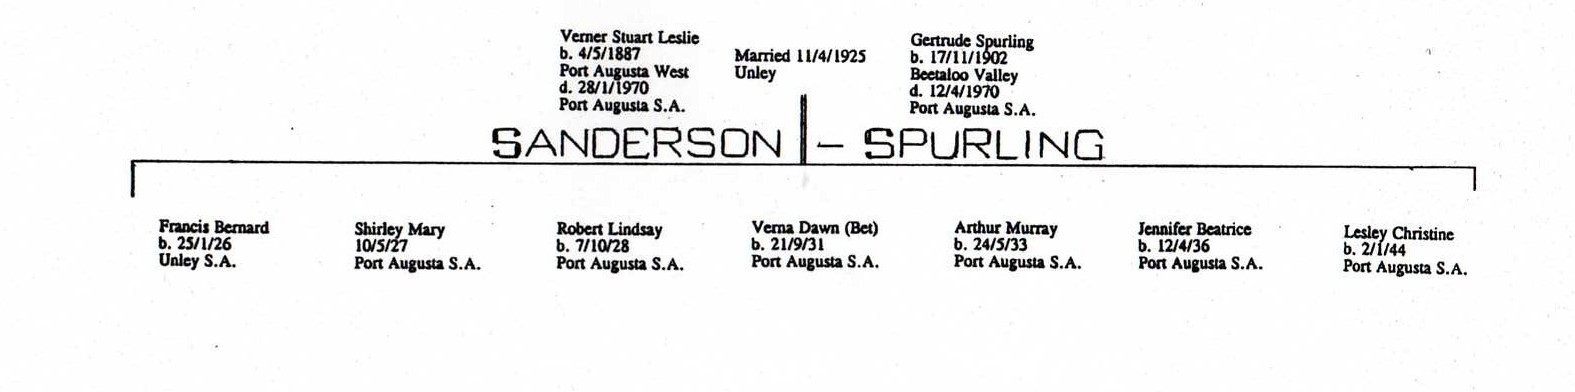 Verner Stuart Leslie
b. 4/5/1887
Port Augusta West
d. 28/1/1970
Port Augusta S.A.
Married 11/4/1925
Unley
Gertrude Spurling
b. 17/11/1902
Beetaloo Valley
d. 12/4/1970
Port Augusta S.A.
SANDERSON - SPURLING
Francis Bernard
b. 25/1/26
Unley S.A.
Shirley Mary
10/5/27
Port Augusta S.A.
Robert Lindsay
b. 7/10/28
Port Augusta S.A.
Verna Dawn (Bet)
b. 21/9/31
Port Augusta S.A.
Arthur Murray
b. 24/5/33
Port Augusta S.A.
Jennifer Beatrice
b. 12/4/36
Port Augusta S.A.
Lesley Christine
b. 2/1/44
Port Augusta S.A.